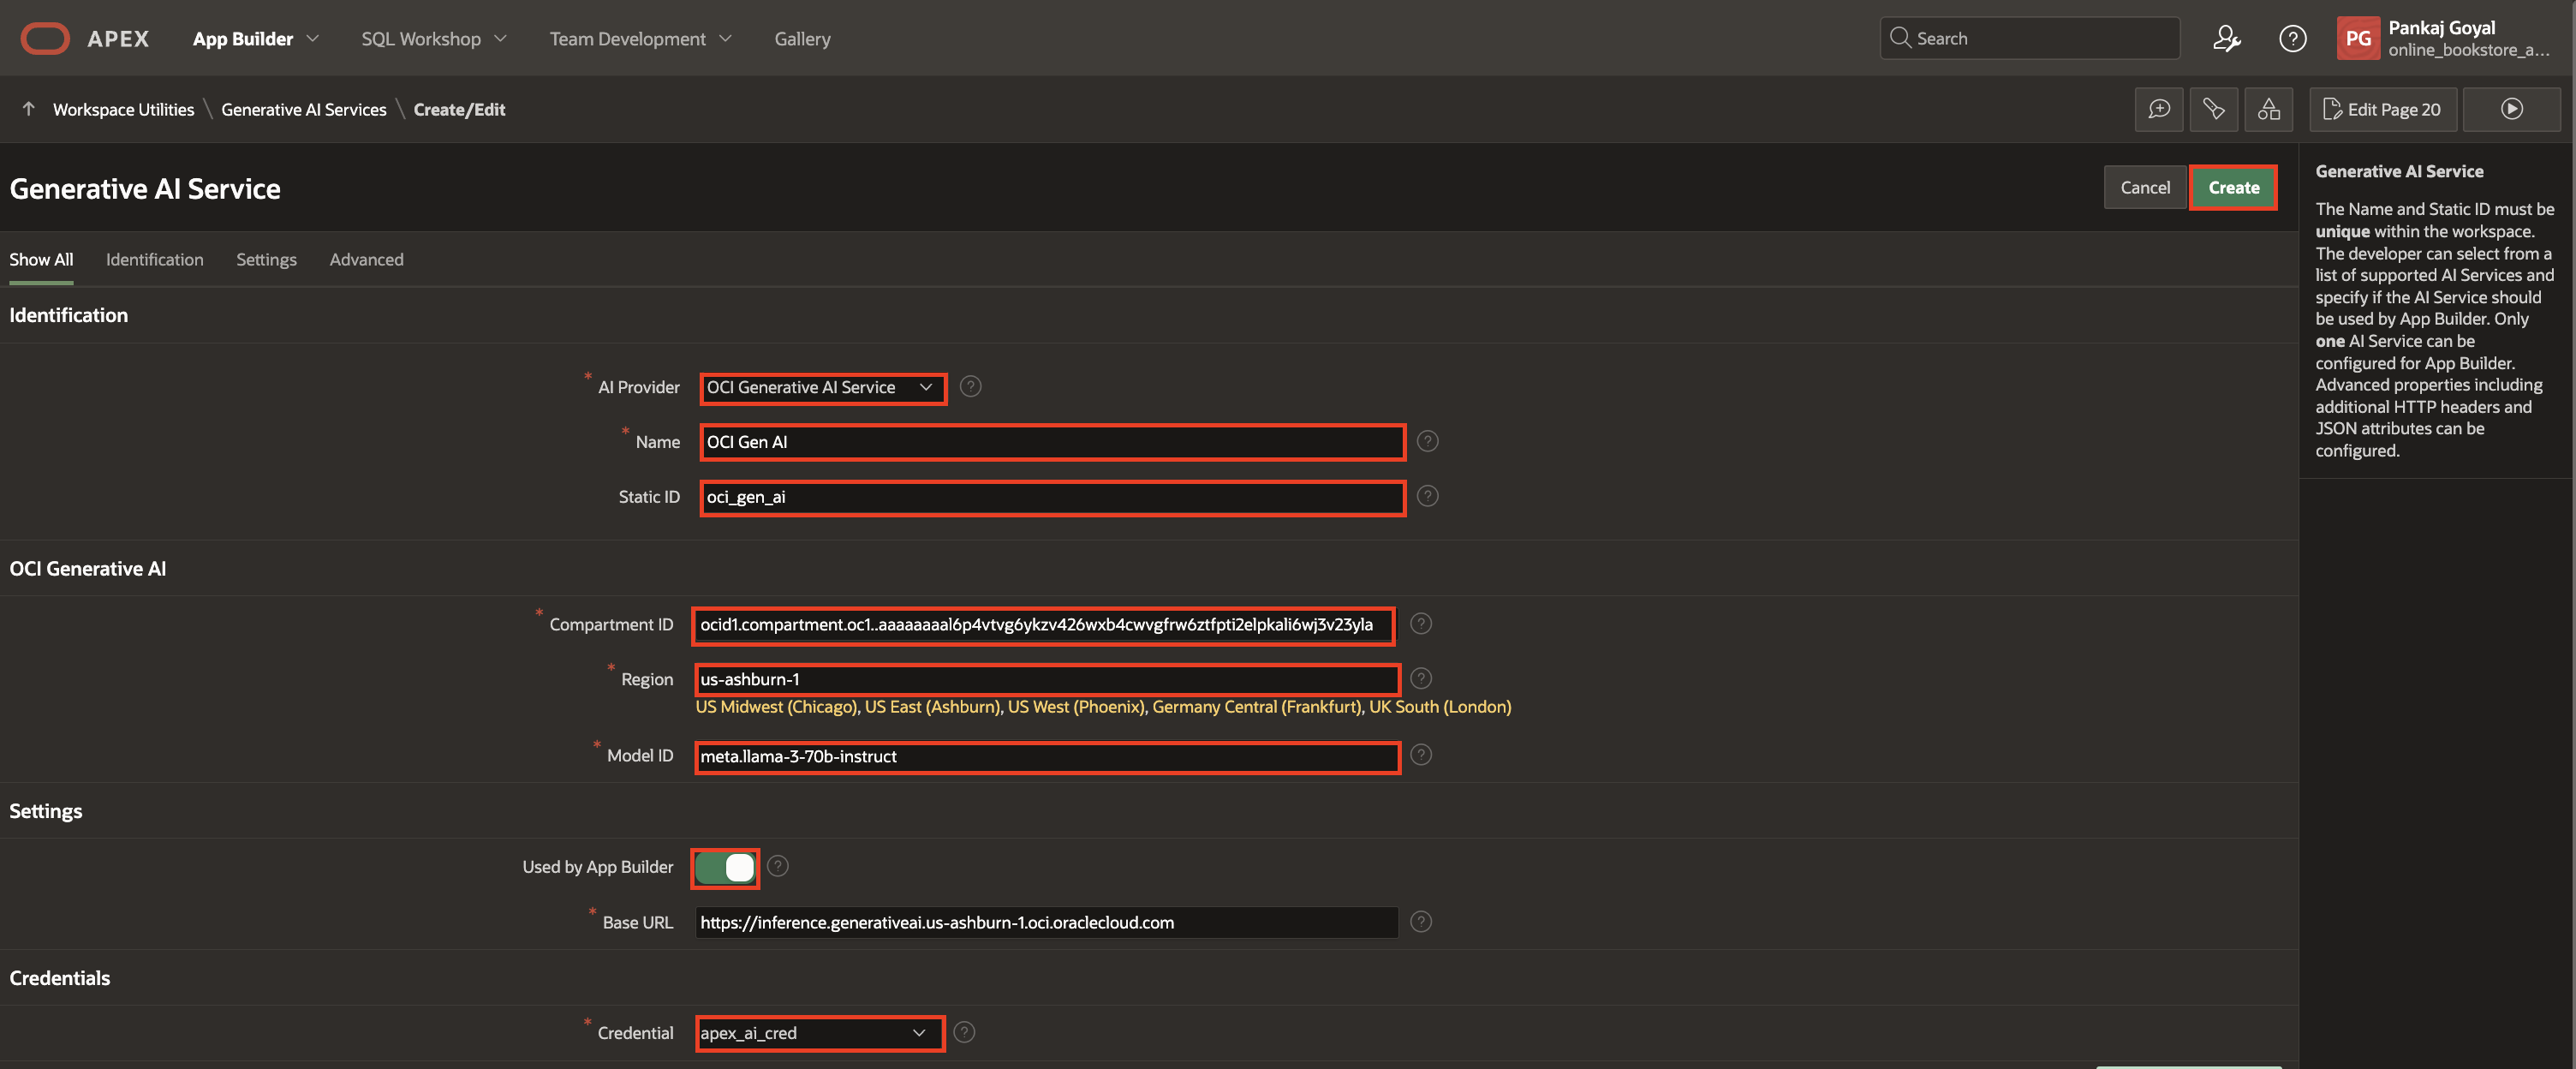 APEX App Builder SQL Workshop Team Development Gallery Search PG Pankaj Goyal
online_bookstore_a...
Workspace Utilities \ Generative AI Services \ Create/Edit Edit Page 20
Generative AI Service Cancel Create
Show All Identification Settings Advanced
Identification
* AI Provider OCI Generative AI Service
* Name OCI Gen AI
Static ID oci_gen_ai
OCI Generative AI
* Compartment ID ocid1.compartment.oc1..aaaaaaaal6p4vtvg6ykzv426wxb4cwvgfrw6ztfpti2elpkali6wj3v23yla
* Region us-ashburn-1
US Midwest (Chicago), US East (Ashburn), US West (Phoenix), Germany Central (Frankfurt), UK South (London)
* Model ID meta.llama-3-70b-instruct
Settings
Used by App Builder
* Base URL https://inference.generativeai.us-ashburn-1.oci.oraclecloud.com
Credentials
* Credential apex_ai_cred
Generative AI Service
The Name and Static ID must be
unique within the workspace.
The developer can select from a
list of supported AI Services and
specify if the AI Service should
be used by App Builder. Only
one AI Service can be
configured for App Builder.
Advanced properties including
additional HTTP headers and
JSON attributes can be
configured.